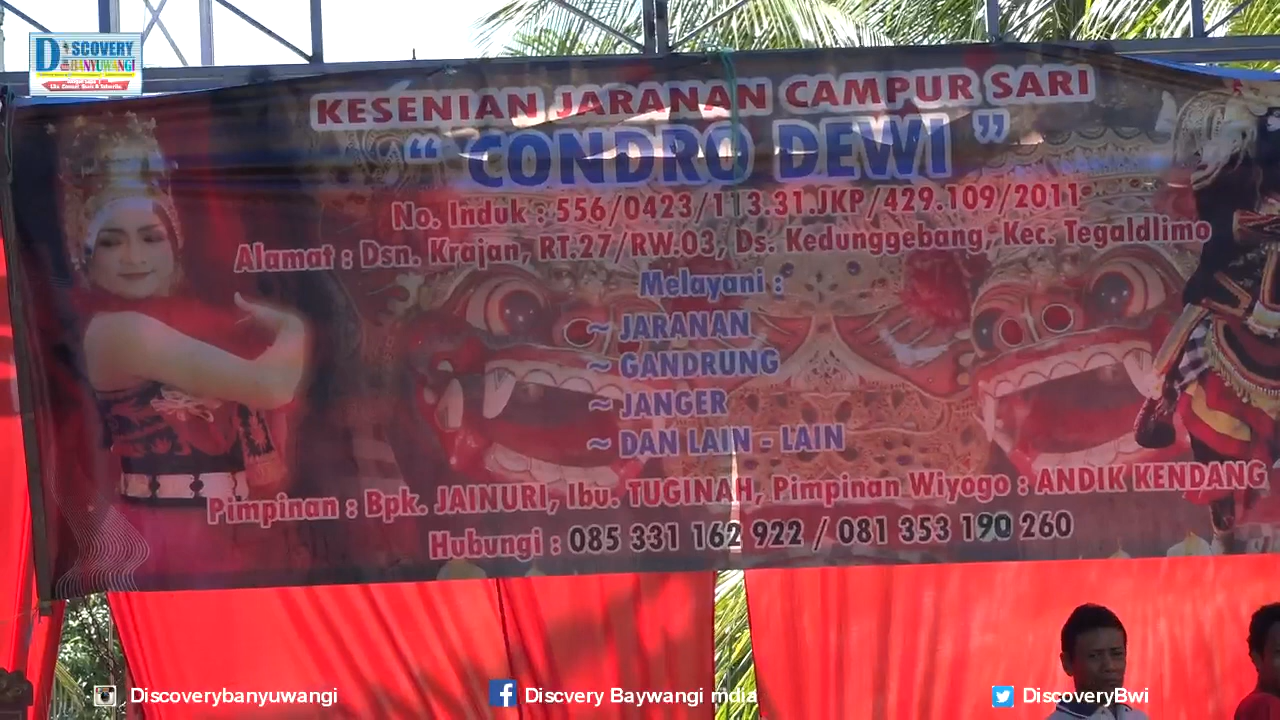 DISCOVERY
BANYUWANGI
KESENIAN JARANAN CAMPUR SARI
“ CONDRO DEWI ”
No. Induk : 556/0423/113.31.JKP/429.109/2011
Alamat : Dsn. Krajan, RT.27/RW.03, Ds. Kedunggebang, Kec. Tegaldlimo
Melayani :
~ JARANAN
~ GANDRUNG
~ JANGER
~ DAN LAIN - LAIN
Pimpinan : Bpk. JAINURI, Ibu. TUGINAH, Pimpinan Wiyogo : ANDIK KENDANG
Hubungi : 085 331 162 922 / 081 353 190 260
Discoverybanyuwangi
Discvery Baywangi mdia
DiscoveryBwi